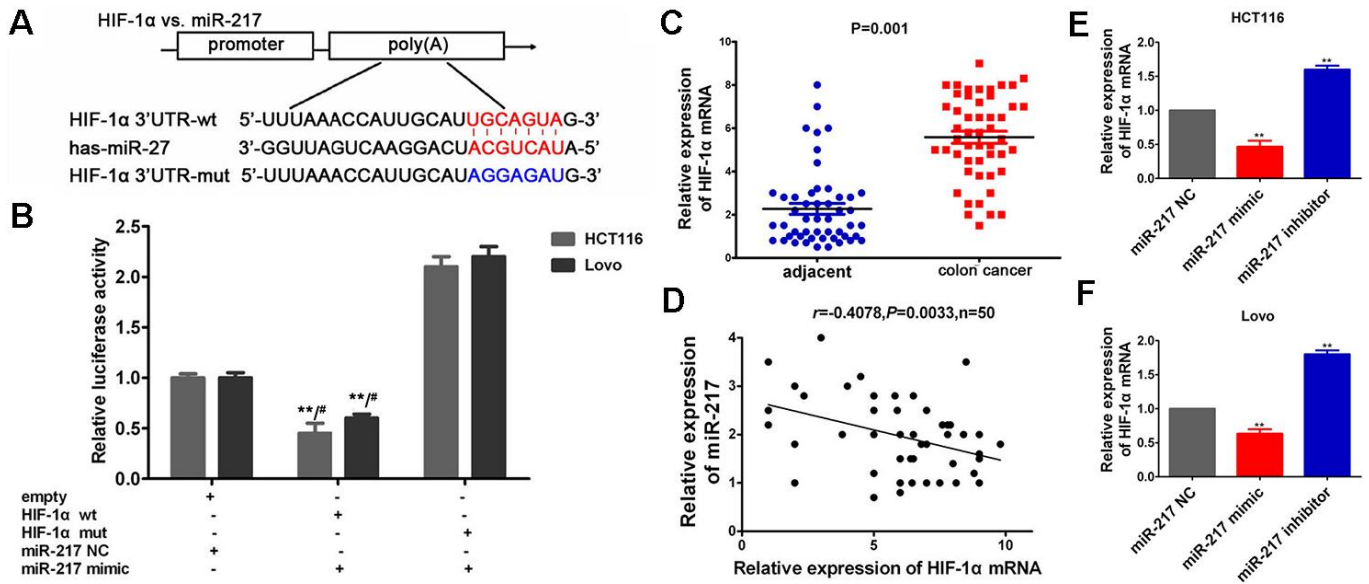 A
HIF-1α vs. miR-217
promoter
poly(A)
HIF-1α 3'UTR-wt 5'-UUUAAACCAUUGCAUUGCAGUAG-3'
has-miR-27 3'-GGUUAGUCAAGGACUACGUCAUA-5'
HIF-1α 3'UTR-mut 5'-UUUAAACCAUUGCAUAGGAGAUG-3'
B
Relative luciferase activity
2.5
2.0
1.5
1.0
0.5
0.0
HCT116
Lovo
**/#
**/#
empty + - -
HIF-1α wt - + -
HIF-1α mut - - +
miR-217 NC + - -
miR-217 mimic - + +
C
P=0.001
Relative expression
of HIF-1α mRNA
10
8
6
4
2
0
adjacent
colon cancer
D
r=-0.4078,P=0.0033,n=50
Relative expression
of miR-217
4
3
2
1
0
0 5 10
Relative expression of HIF-1α mRNA
E
HCT116
Relative expression
of HIF-1α mRNA
2.0
1.5
1.0
0.5
0.0
**
**
miR-217 NC
miR-217 mimic
miR-217 inhibitor
F
Lovo
Relative expression
of HIF-1α mRNA
2.0
1.5
1.0
0.5
0.0
**
**
miR-217 NC
miR-217 mimic
miR-217 inhibitor